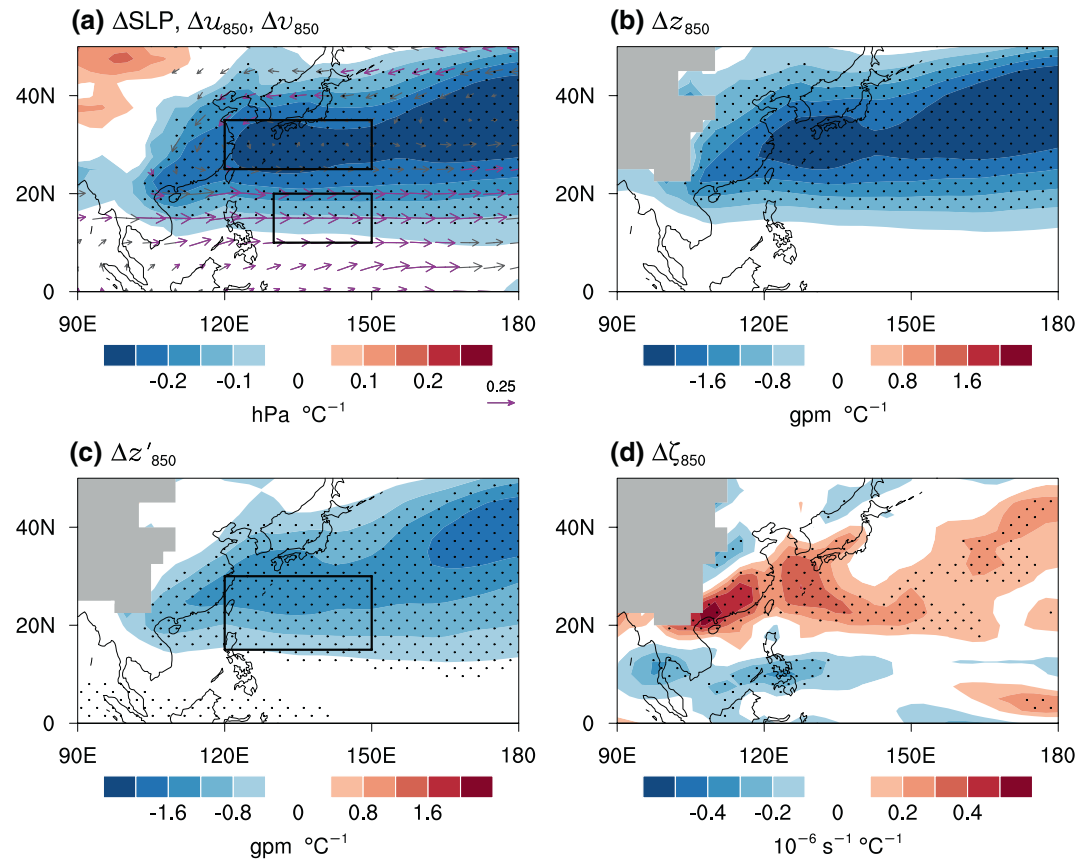 (a) ΔSLP, Δu850, Δv850
40N
20N
0
90E 120E 150E 180
-0.2 -0.1 0 0.1 0.2
0.25
hPa °C⁻¹
(b) Δz850
40N
20N
0
90E 120E 150E 180
-1.6 -0.8 0 0.8 1.6
gpm °C⁻¹
(c) Δz′850
40N
20N
0
90E 120E 150E 180
-1.6 -0.8 0 0.8 1.6
gpm °C⁻¹
(d) Δζ850
40N
20N
0
90E 120E 150E 180
-0.4 -0.2 0 0.2 0.4
10⁻⁶ s⁻¹ °C⁻¹